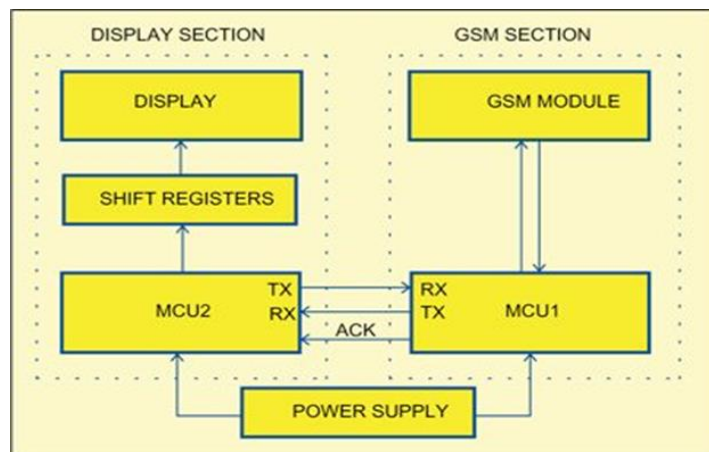 DISPLAY SECTION
GSM SECTION
DISPLAY
GSM MODULE
SHIFT REGISTERS
TX
RX
MCU2
RX
TX
MCU1
ACK
POWER SUPPLY